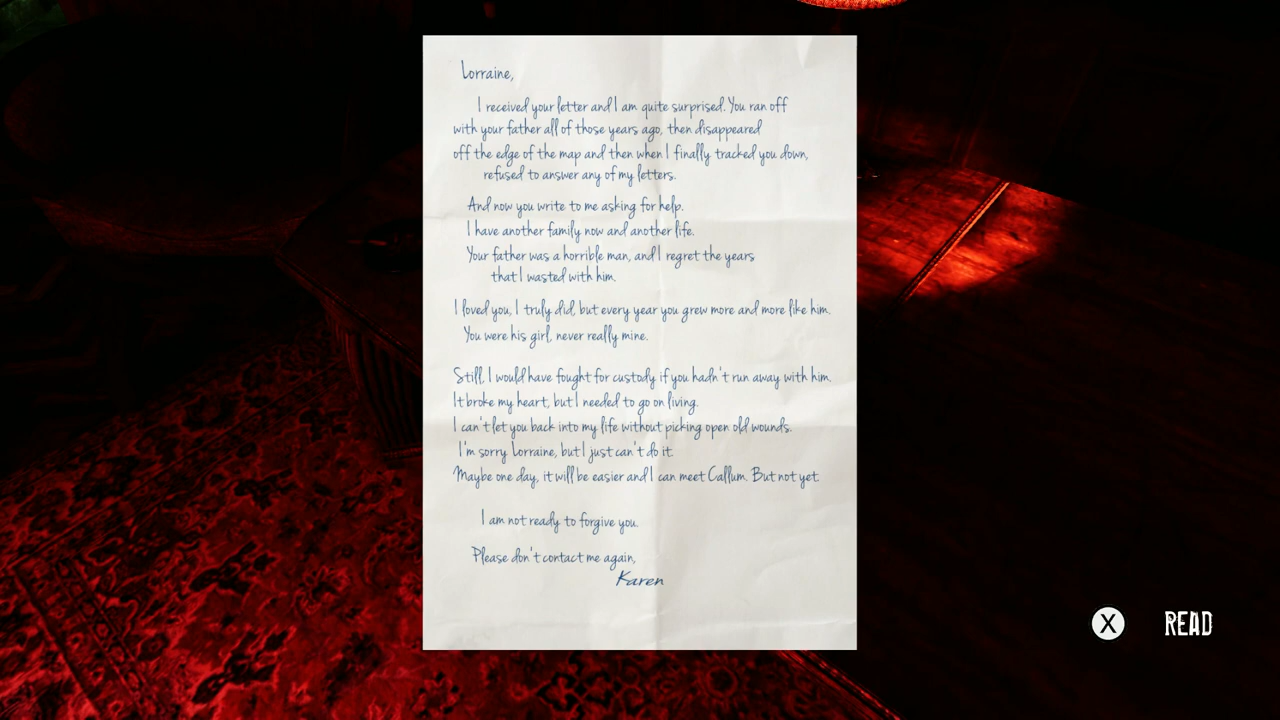 Lorraine,
I received your letter and I am quite surprised. You ran off
with your father all of those years ago, then disappeared
off the edge of the map and then when I finally tracked you down,
refused to answer any of my letters.
And now you write to me asking for help.
I have another family now and another life.
Your father was a horrible man, and I regret the years
that I wasted with him.
I loved you, I truly did, but every year you grew more and more like him.
You were his girl, never really mine.
Still, I would have fought for custody if you hadn't run away with him.
It broke my heart, but I needed to go on living.
I can't let you back into my life without picking open old wounds.
I'm sorry Lorraine, but I just can't do it.
Maybe one day, it will be easier and I can meet Callum. But not yet.
I am not ready to forgive you.
Please don't contact me again,
Karen
X READ